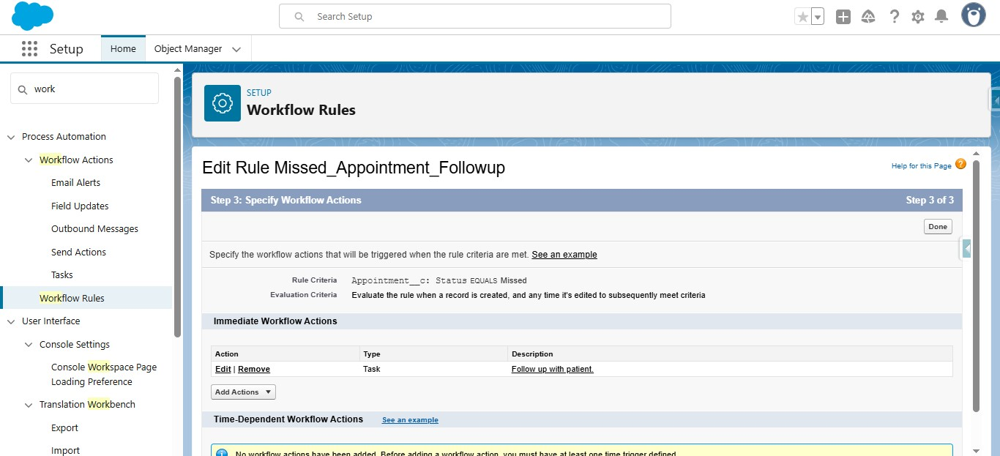 Search Setup
Setup
Home
Object Manager
work
Process Automation
Workflow Actions
Email Alerts
Field Updates
Outbound Messages
Send Actions
Tasks
Workflow Rules
User Interface
Console Settings
Console Workspace Page
Loading Preference
Translation Workbench
Export
Import
SETUP
Workflow Rules
Edit Rule Missed_Appointment_Followup
Help for this Page ?
Step 3: Specify Workflow Actions Step 3 of 3
Done
Specify the workflow actions that will be triggered when the rule criteria are met. See an example
Rule Criteria Appointment__c: Status EQUALS Missed
Evaluation Criteria Evaluate the rule when a record is created, and any time it's edited to subsequently meet criteria
Immediate Workflow Actions
Action Type Description
Edit | Remove Task Follow up with patient.
Add Actions
Time-Dependent Workflow Actions See an example
No workflow actions have been added. Before adding a workflow action, you must have at least one time trigger defined.